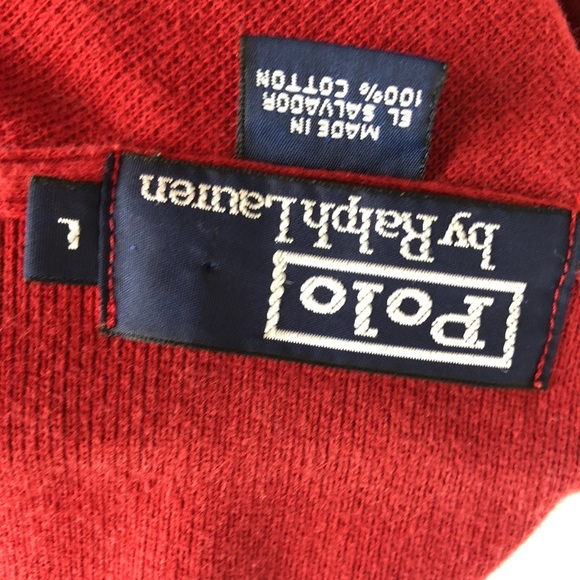 Polo
by Ralph Lauren
L
MADE IN
EL SALVADOR
100% COTTON